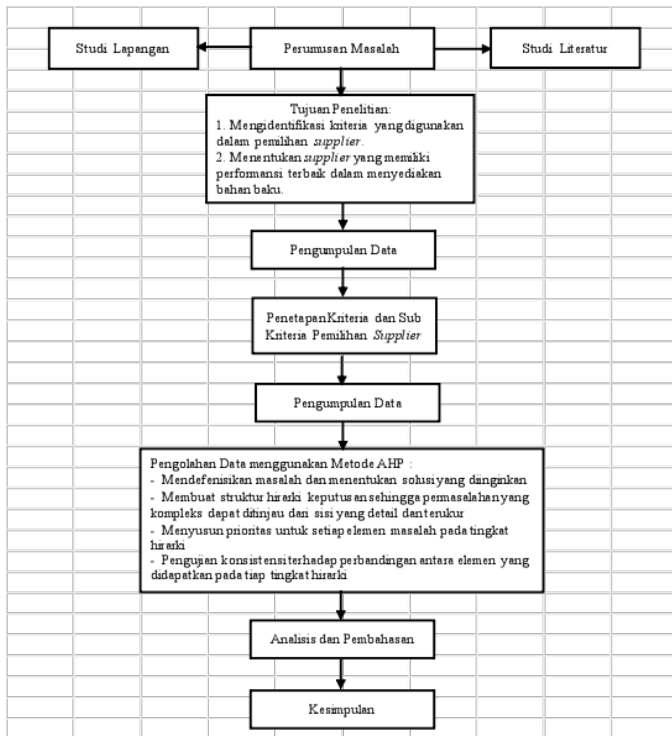 Studi Lapangan
Perumusan Masalah
Studi Literatur
Tujuan Penelitian:
1. Mengidentifikasi kriteria yang digunakan
dalam pemilihan supplier.
2. Menentukan supplier yang memiliki
performansi terbaik dalam menyediakan
bahan baku.
Pengumpulan Data
Penetapan Kriteria dan Sub
Kriteria Pemilihan Supplier
Pengumpulan Data
Pengolahan Data menggunakan Metode AHP :
- Mendefenisikan masalah dan menentukan solusi yang diinginkan
- Membuat struktur hirarki keputusan sehingga permasalahan yang
kompleks dapat ditinjau dari sisi yang detail dan terukur
- Menyusun prioritas untuk setiap elemen masalah pada tingkat
hirarki
- Pengujian konsistensi terhadap perbandingan antara elemen yang
didapatkan pada tiap tingkat hirarki
Analisis dan Pembahasan
Kesimpulan